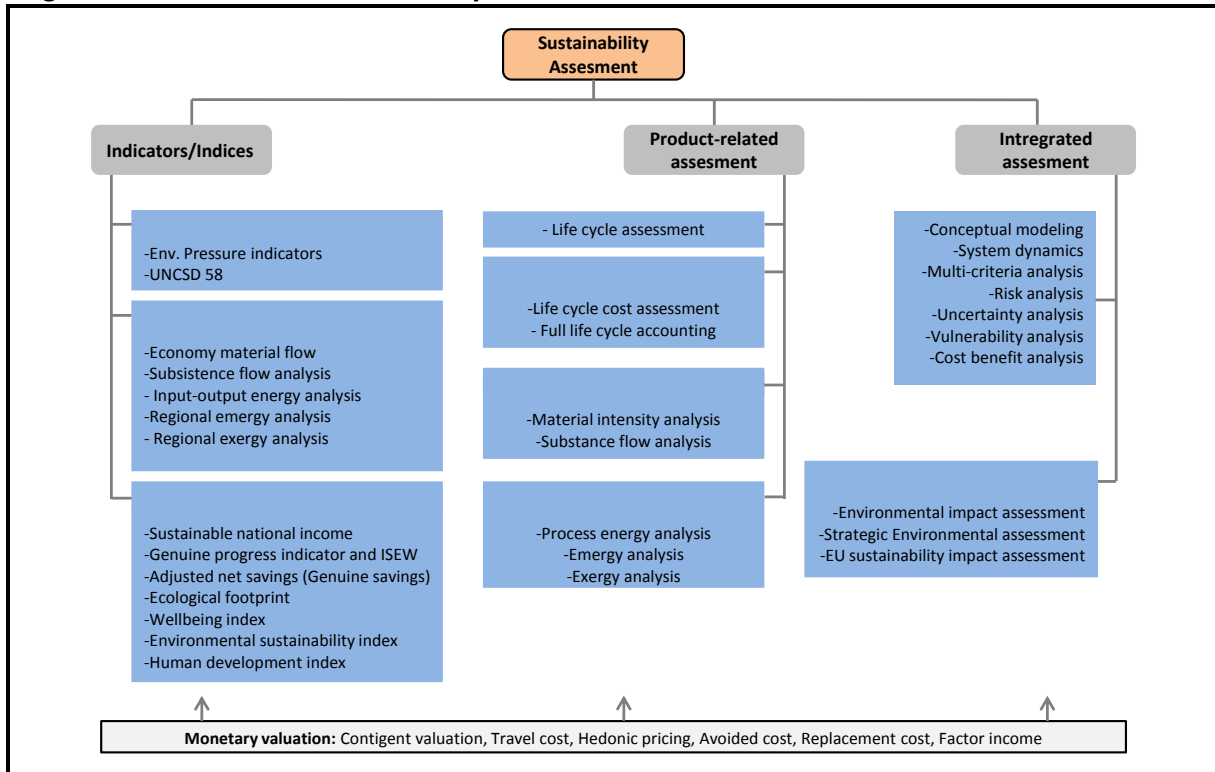 Sustainability
Assesment
Indicators/Indices
-Env. Pressure indicators
-UNCSD 58
-Economy material flow
-Subsistence flow analysis
- Input-output energy analysis
-Regional emergy analysis
- Regional exergy analysis
-Sustainable national income
-Genuine progress indicator and ISEW
-Adjusted net savings (Genuine savings)
-Ecological footprint
-Wellbeing index
-Environmental sustainability index
-Human development index
Product-related
assesment
- Life cycle assessment
-Life cycle cost assessment
- Full life cycle accounting
-Material intensity analysis
-Substance flow analysis
-Process energy analysis
-Emergy analysis
-Exergy analysis
Intregrated
assesment
-Conceptual modeling
-System dynamics
-Multi-criteria analysis
-Risk analysis
-Uncertainty analysis
-Vulnerability analysis
-Cost benefit analysis
-Environmental impact assessment
-Strategic Environmental assessment
-EU sustainability impact assessment
Monetary valuation: Contigent valuation, Travel cost, Hedonic pricing, Avoided cost, Replacement cost, Factor income